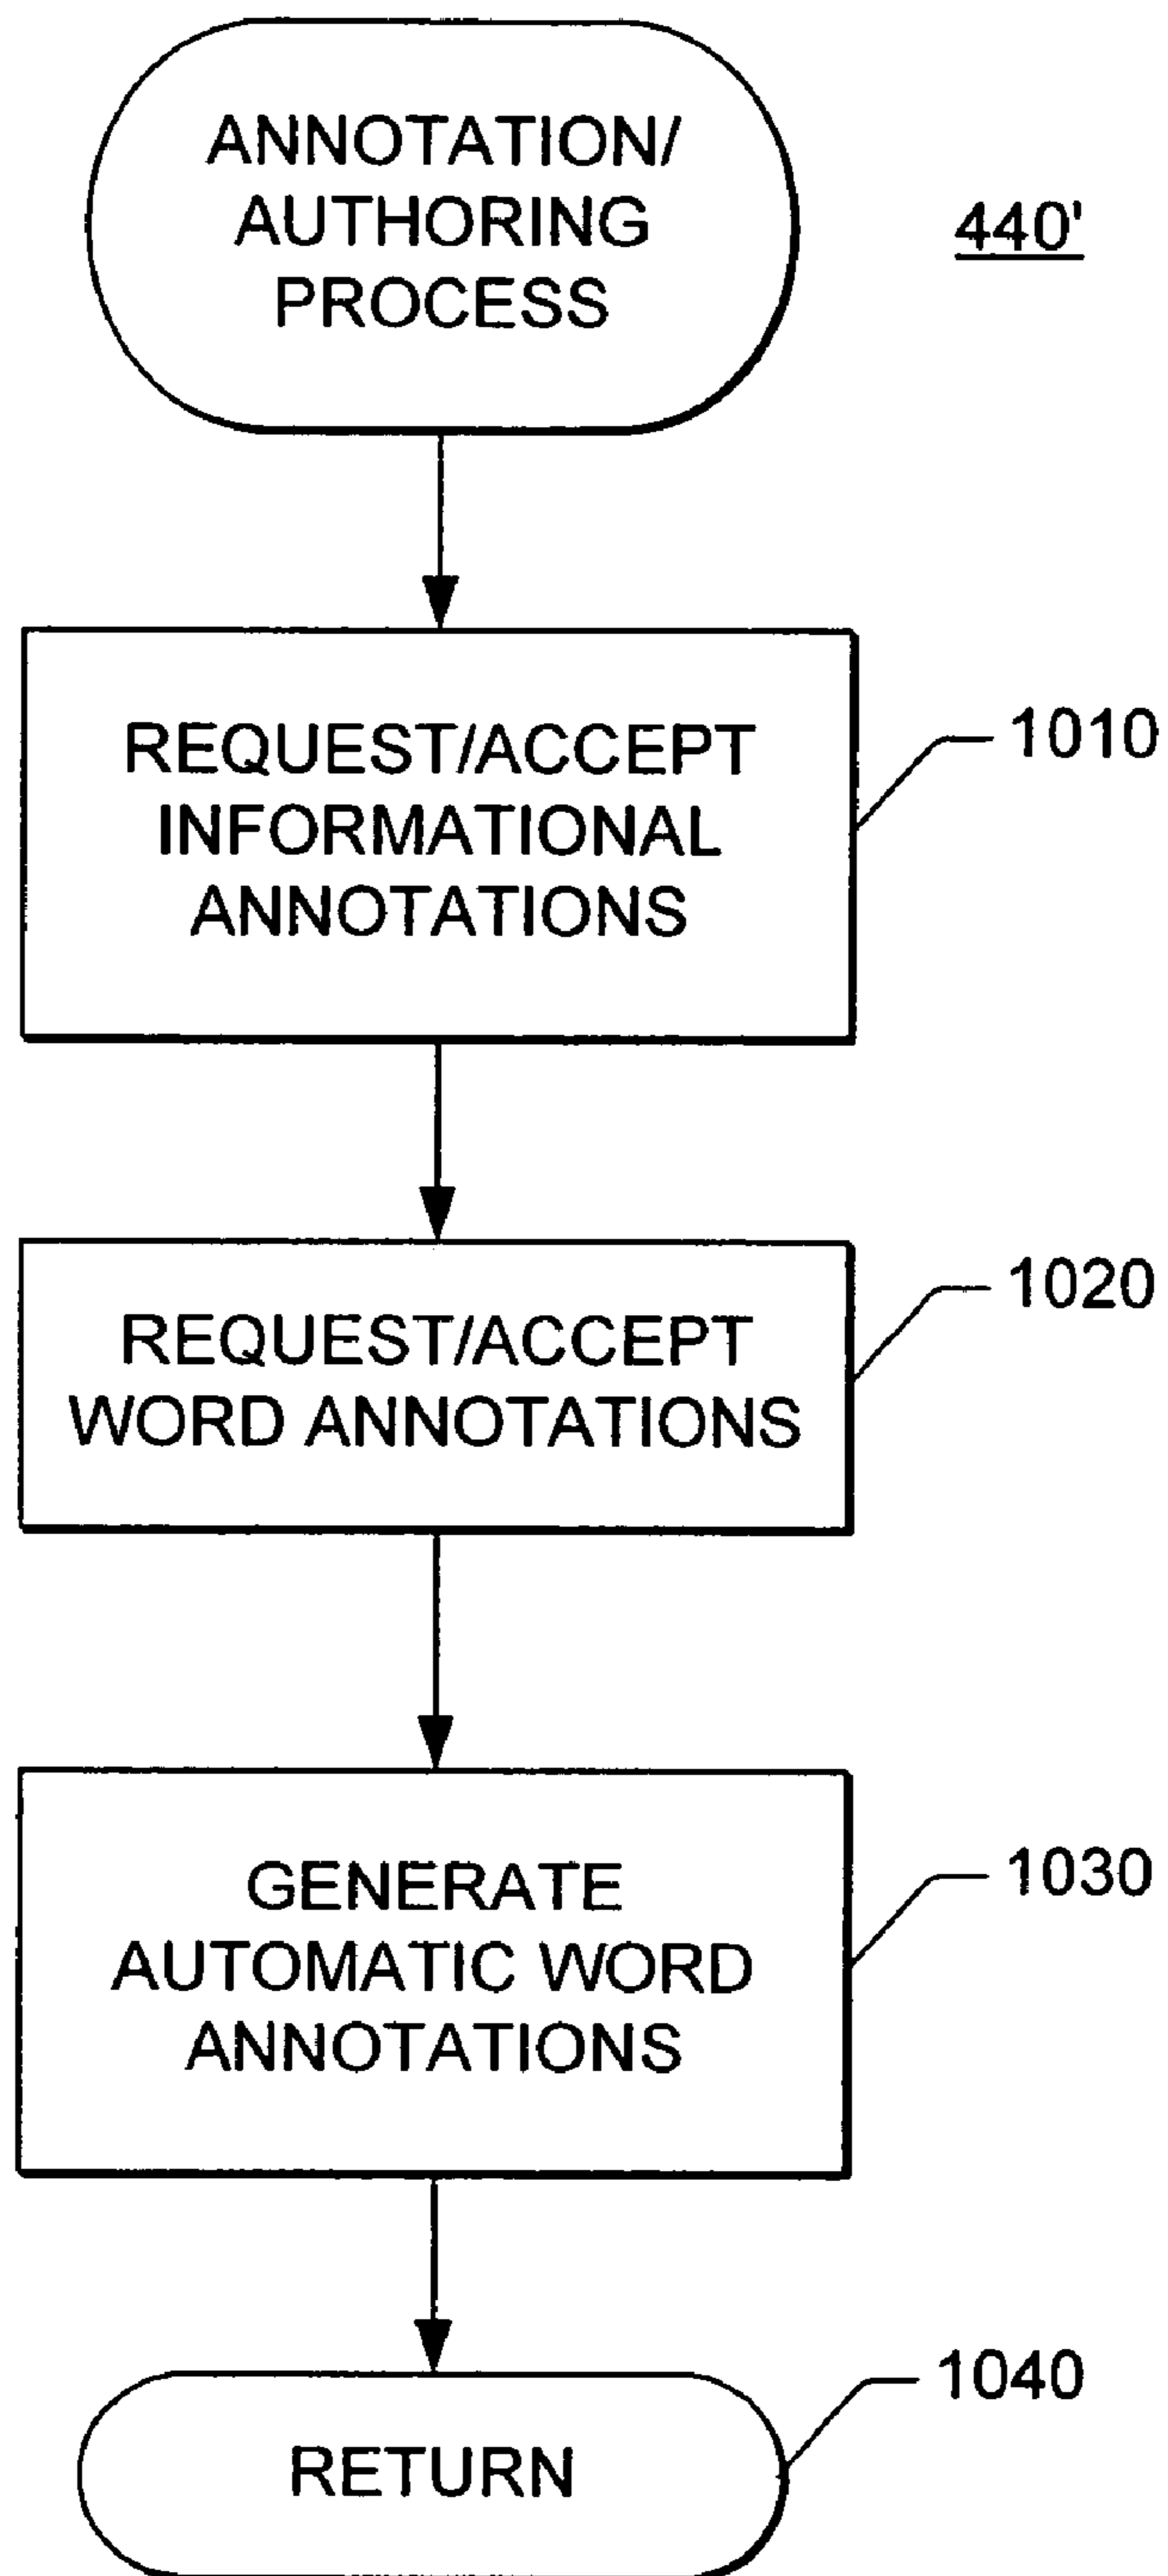 ANNOTATION/
AUTHORING
PROCESS
440'
REQUEST/ACCEPT
INFORMATIONAL
ANNOTATIONS
1010
REQUEST/ACCEPT
WORD ANNOTATIONS
1020
GENERATE
AUTOMATIC WORD
ANNOTATIONS
1030
RETURN
1040